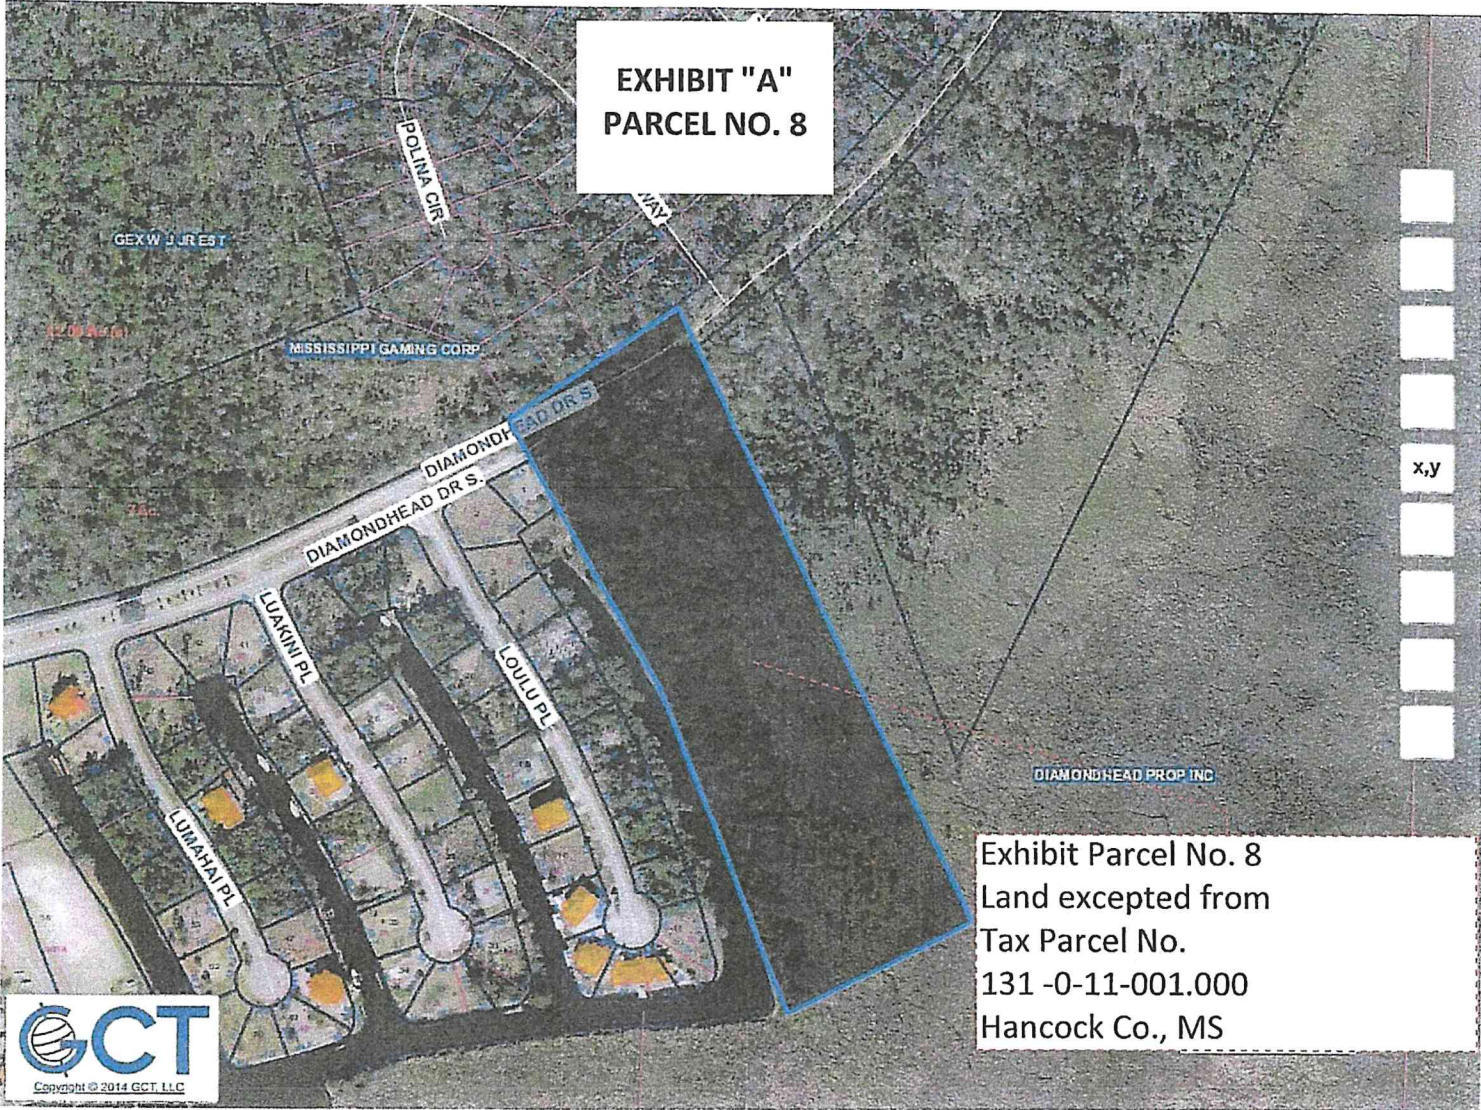 EXHIBIT "A"
PARCEL NO. 8
POLINA CIR
WAY
GEX W J JR EST
MISSISSIPPI GAMING CORP
DIAMONDHEAD DR S
DIAMONDHEAD DR S.
x,y
LUAKINI PL
LOULU PL
LUMAHAI PL
DIAMONDHEAD PROP INC
Exhibit Parcel No. 8
Land excepted from
Tax Parcel No.
131 -0-11-001.000
Hancock Co., MS
GCT
Copyright © 2014 GCT, LLC